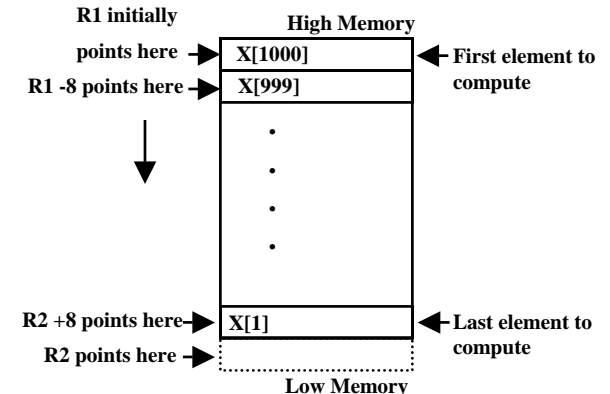 R1 initially
points here
High Memory
X[1000]
First element to
compute
R1 -8 points here
X[999]
R2 +8 points here
X[1]
Last element to
compute
R2 points here
Low Memory